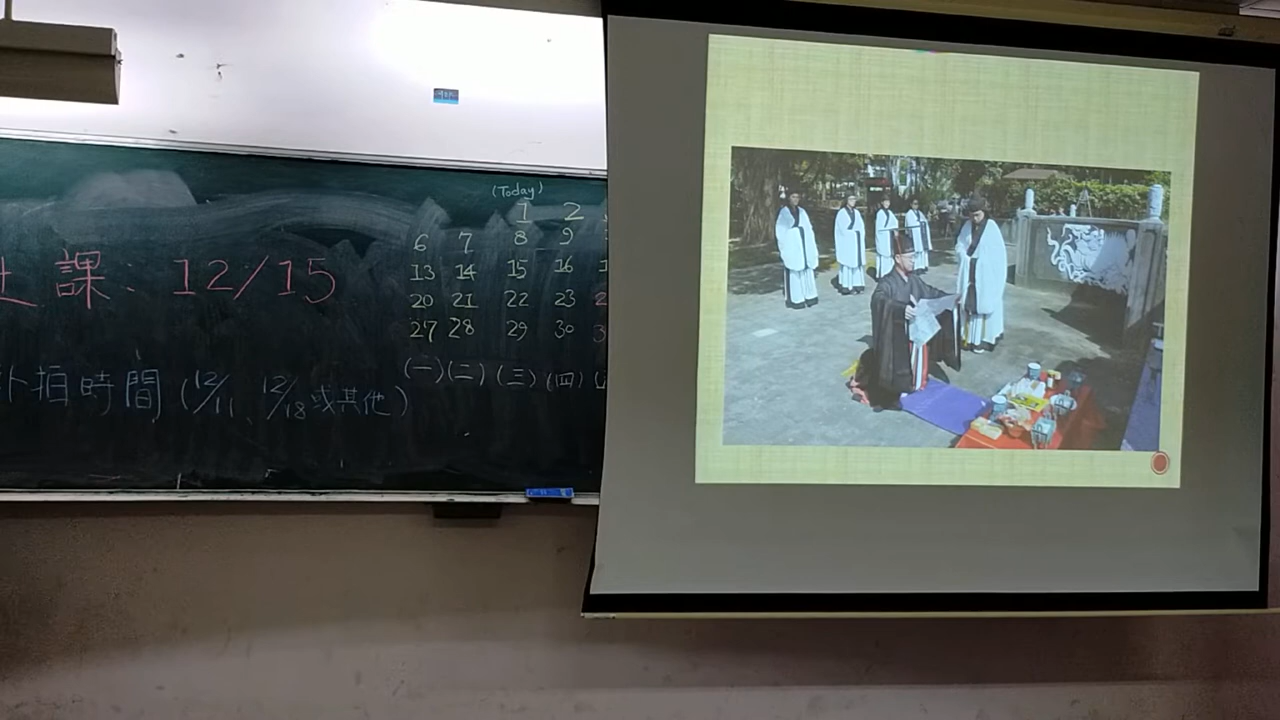 課: 12/15
(Today)
1 2
6 7 8 9
13 14 15 16
20 21 22 23
27 28 29 30
(一) (二) (三) (四)
拍時間 (12/11 12/18 或其他)